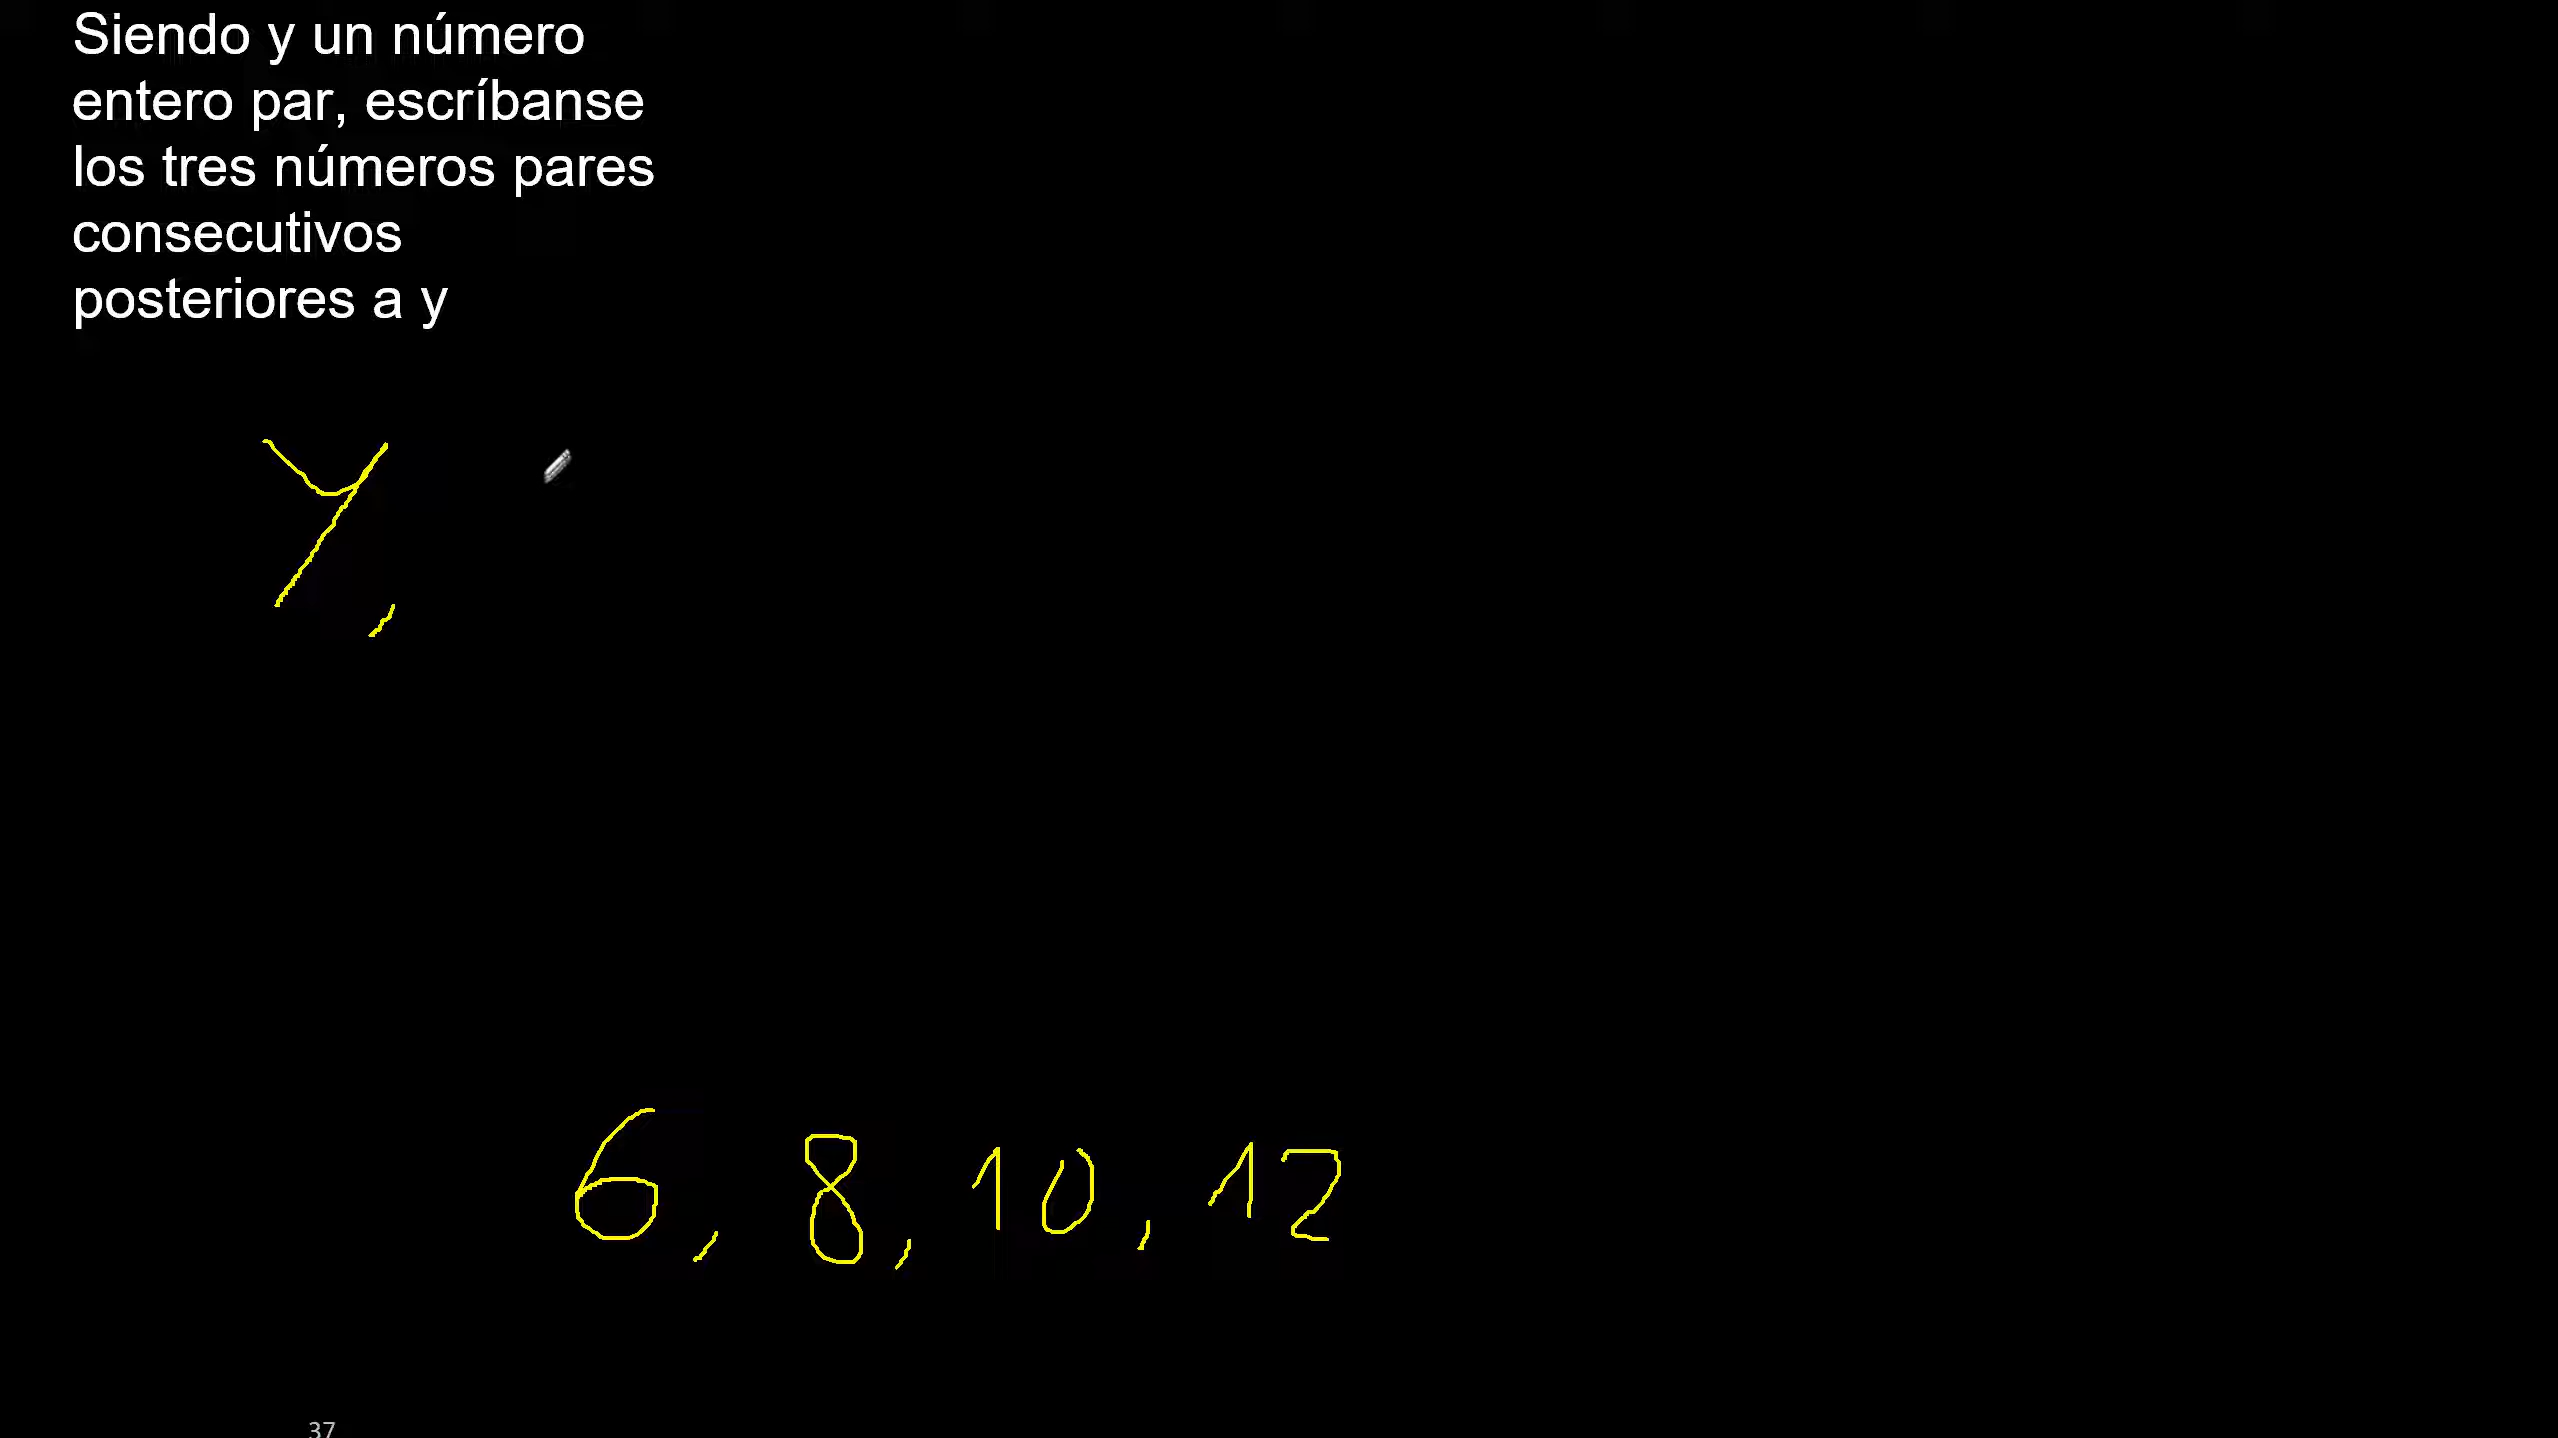 Siendo y un número
entero par, escríbanse
los tres números pares
consecutivos
posteriores a y
y,
6, 8, 10, 12
37